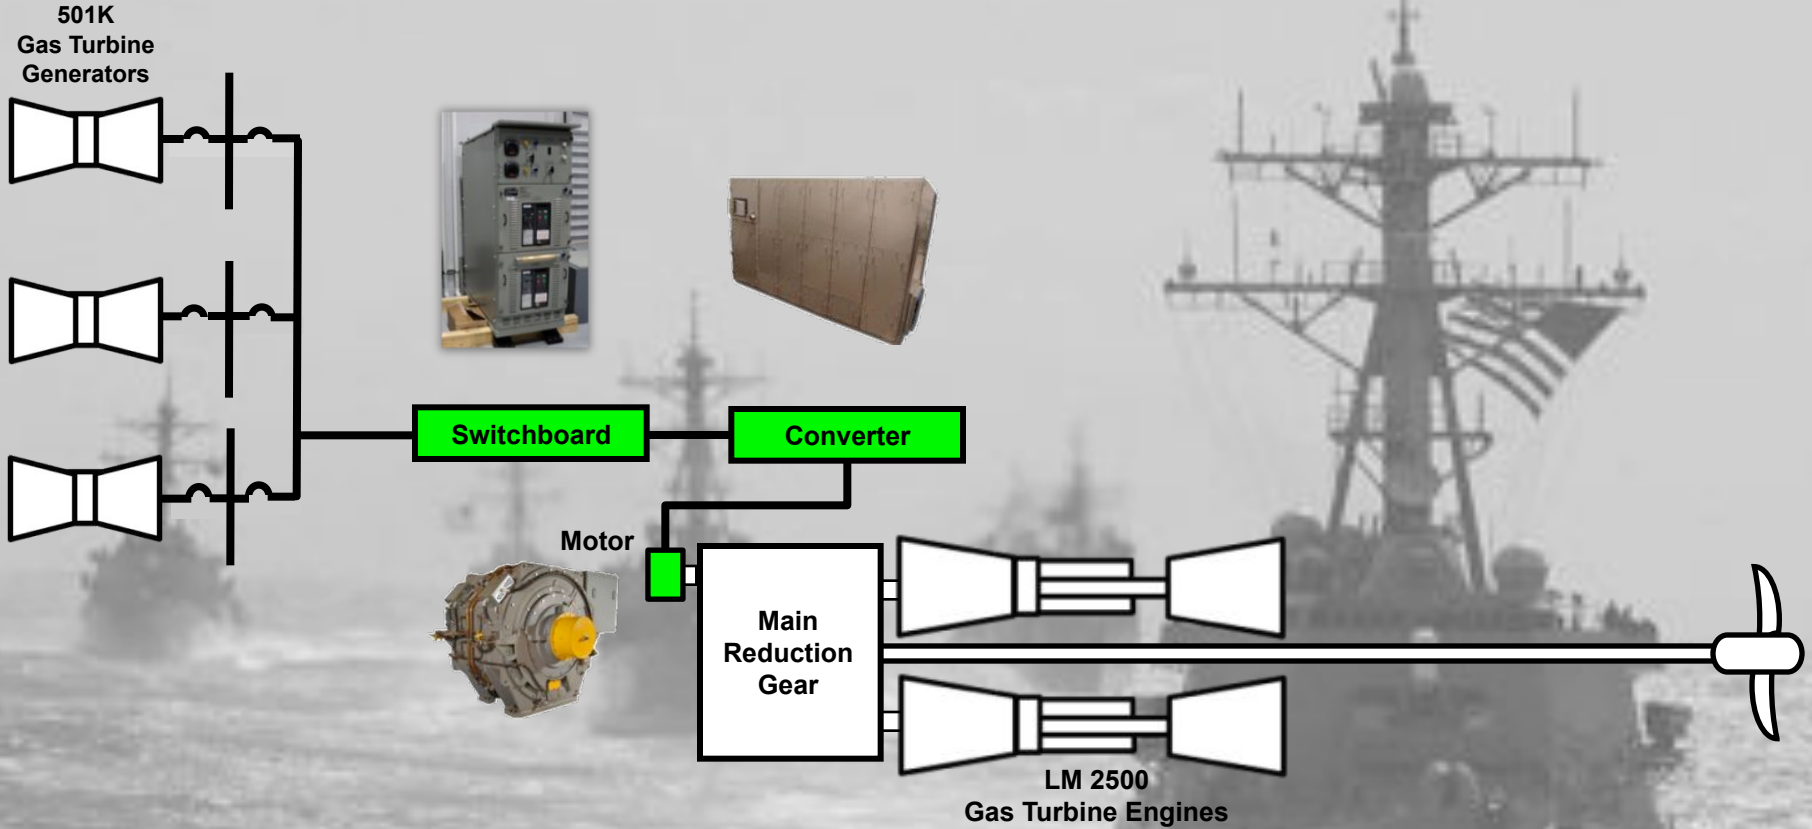 501K
Gas Turbine
Generators
Switchboard
Converter
Motor
Main
Reduction
Gear
LM 2500
Gas Turbine Engines